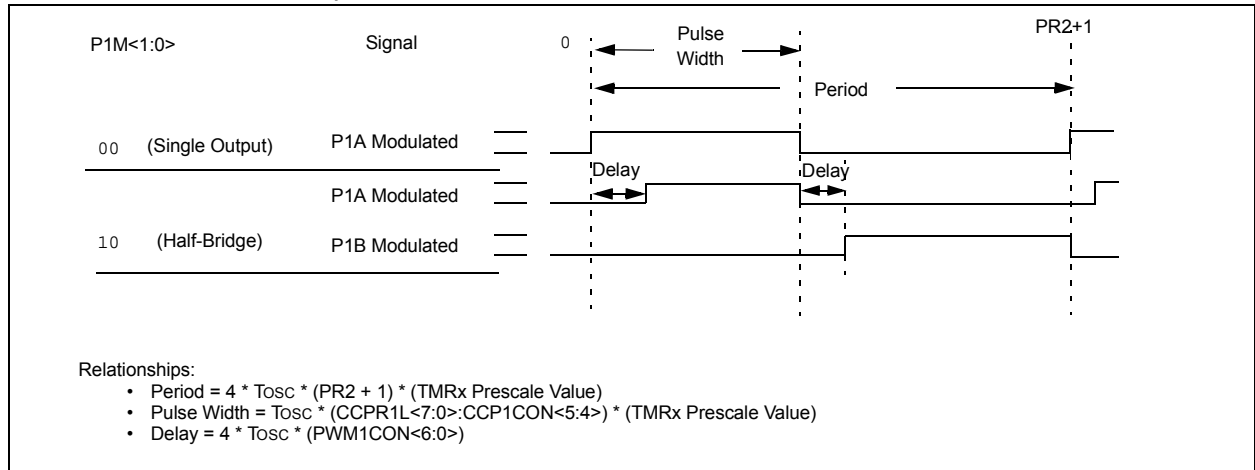 P1M<1:0> Signal 0 Pulse Width PR2+1
Period
00 (Single Output) P1A Modulated
Delay Delay
P1A Modulated
10 (Half-Bridge) P1B Modulated
Relationships:
• Period = 4 * TOSC * (PR2 + 1) * (TMRx Prescale Value)
• Pulse Width = TOSC * (CCPR1L<7:0>:CCP1CON<5:4>) * (TMRx Prescale Value)
• Delay = 4 * TOSC * (PWM1CON<6:0>)